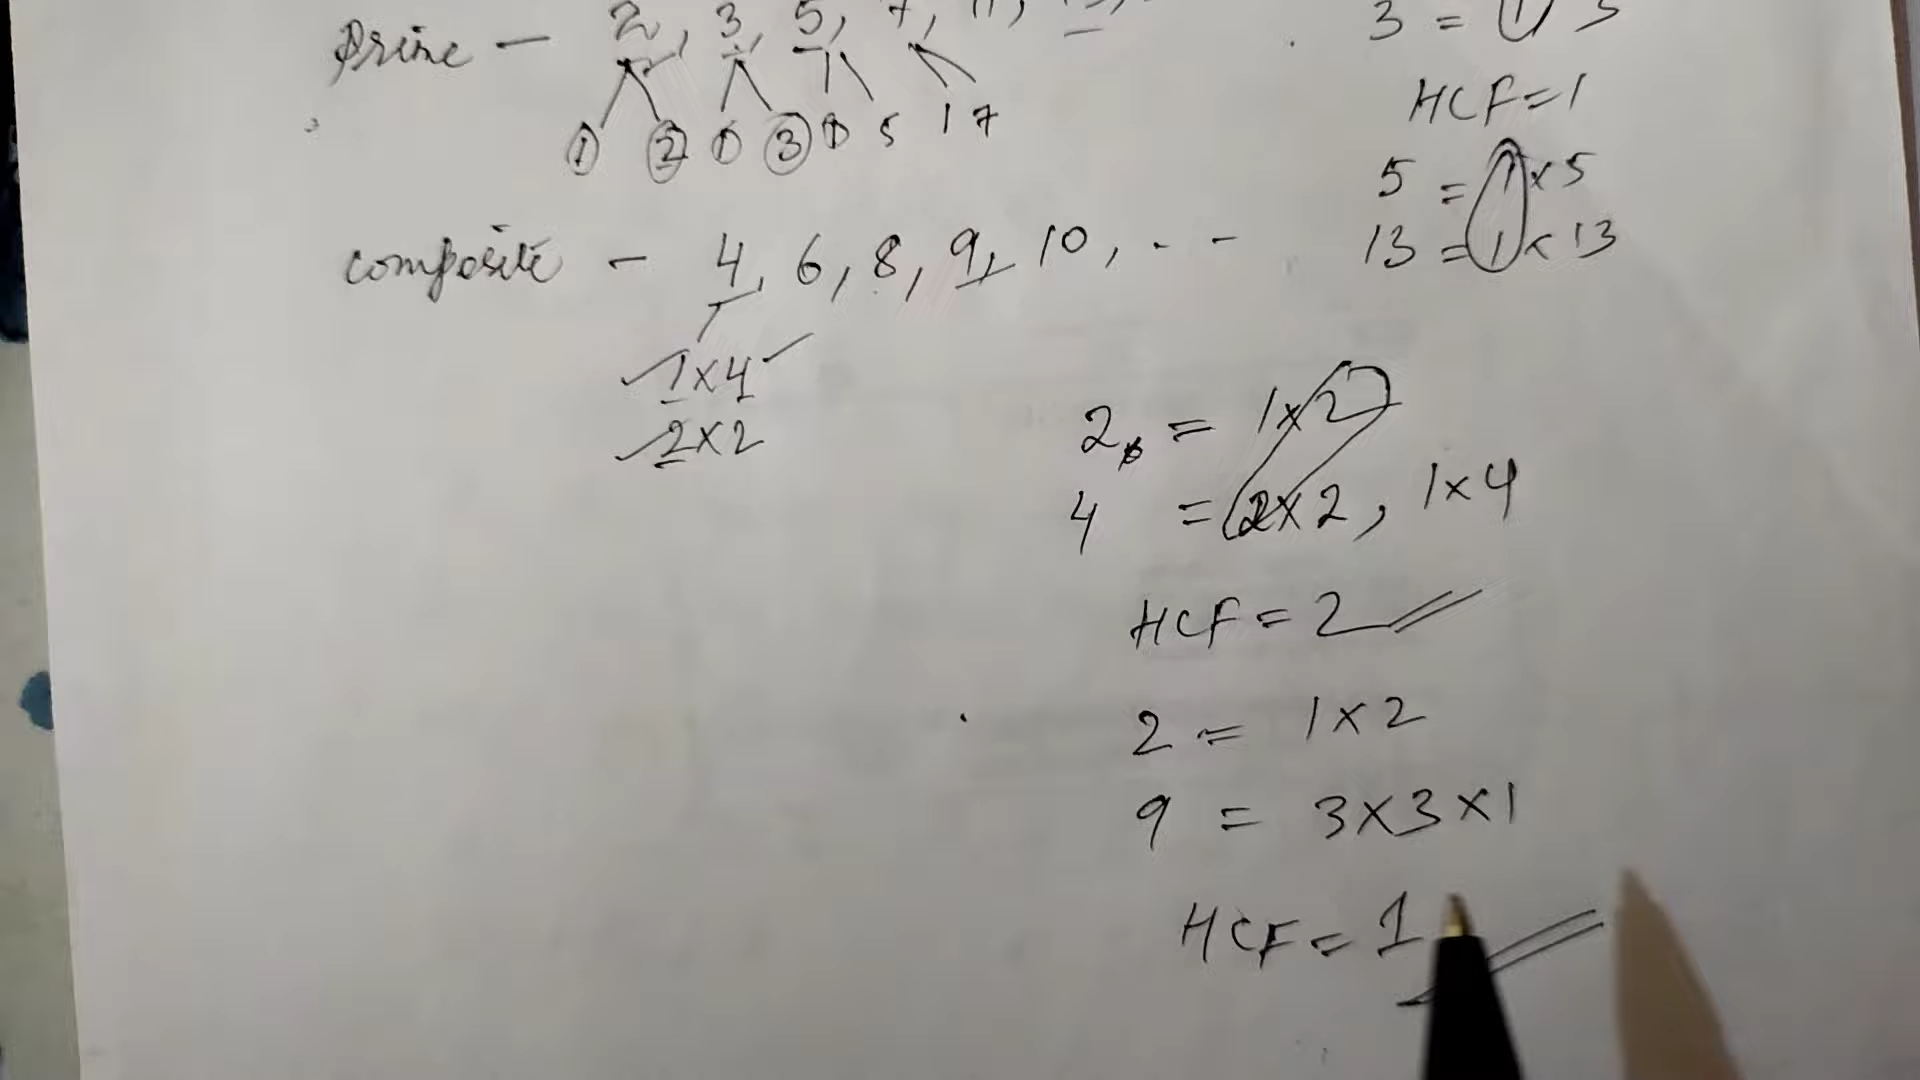 Prime — 2, 3, 5, 7, 11,
① ② ① ③ ① 5 1 7
composite — 4, 6, 8, 9, 10, . . -
1×4
2×2
3 = 1 3
HCF=1
5 = 1×5
13 = 1×13
2 = 1×2
4 = 2×2, 1×4
HCF = 2
2 = 1×2
9 = 3×3×1
HCF = 1